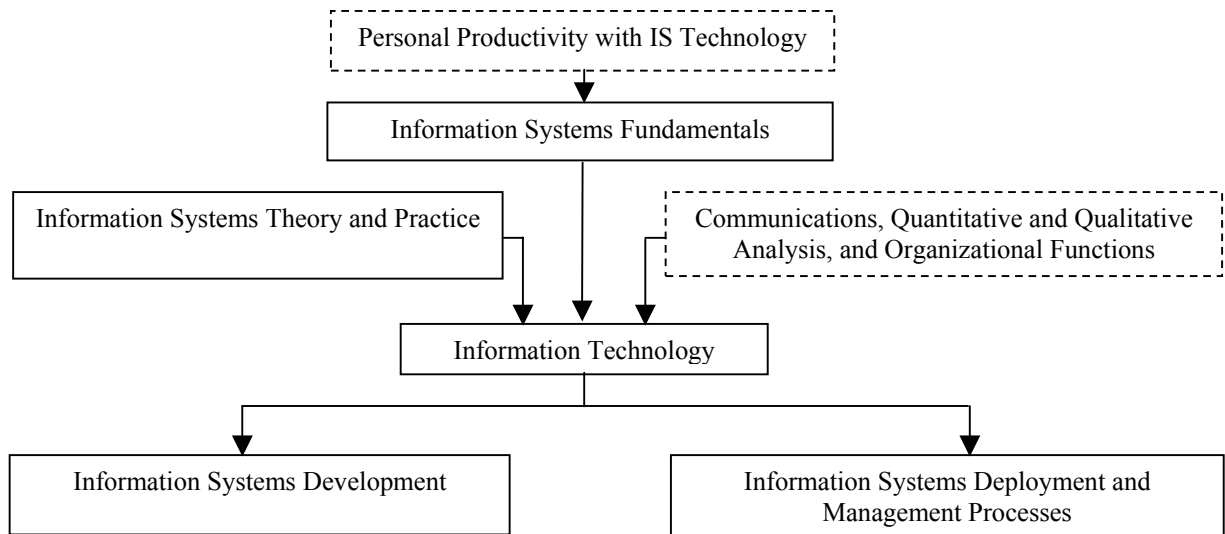 Personal Productivity with IS Technology
Information Systems Fundamentals
Information Systems Theory and Practice
Communications, Quantitative and Qualitative
Analysis, and Organizational Functions
Information Technology
Information Systems Development
Information Systems Deployment and
Management Processes